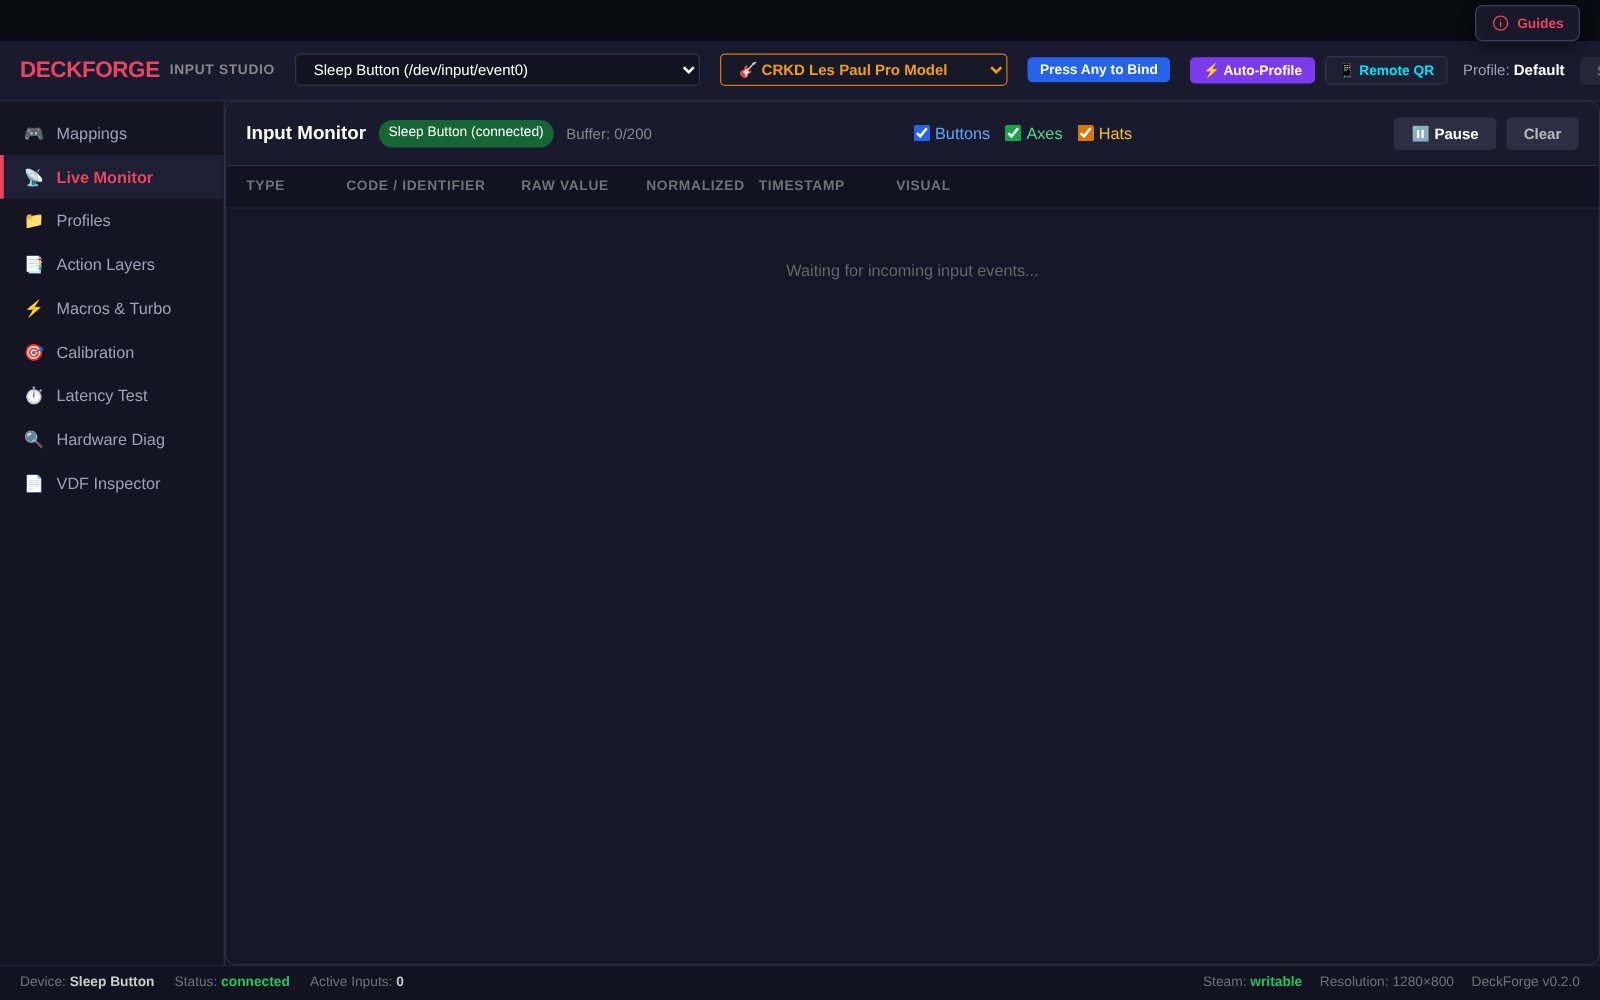 Guides
DECKFORGE INPUT STUDIO Sleep Button (/dev/input/event0) CRKD Les Paul Pro Model Press Any to Bind Auto-Profile Remote QR Profile: Default
Mappings
Live Monitor
Profiles
Action Layers
Macros & Turbo
Calibration
Latency Test
Hardware Diag
VDF Inspector
Input Monitor Sleep Button (connected) Buffer: 0/200 Buttons Axes Hats Pause Clear
TYPE CODE / IDENTIFIER RAW VALUE NORMALIZED TIMESTAMP VISUAL
Waiting for incoming input events...
Device: Sleep Button Status: connected Active Inputs: 0 Steam: writable Resolution: 1280×800 DeckForge v0.2.0